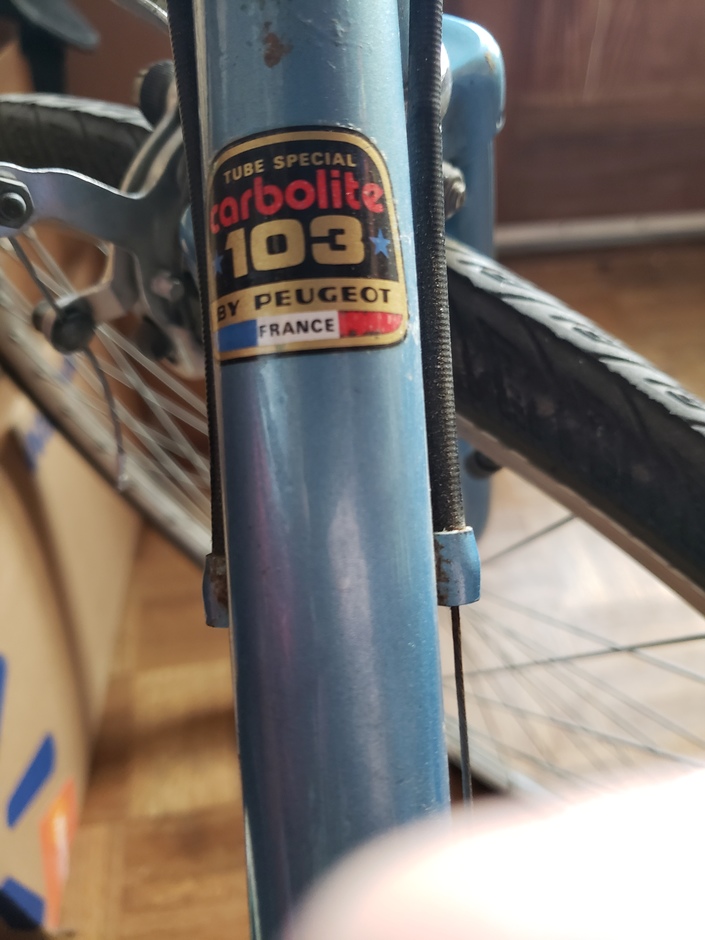 TUBE SPECIAL
carbolite
103
BY PEUGEOT
FRANCE